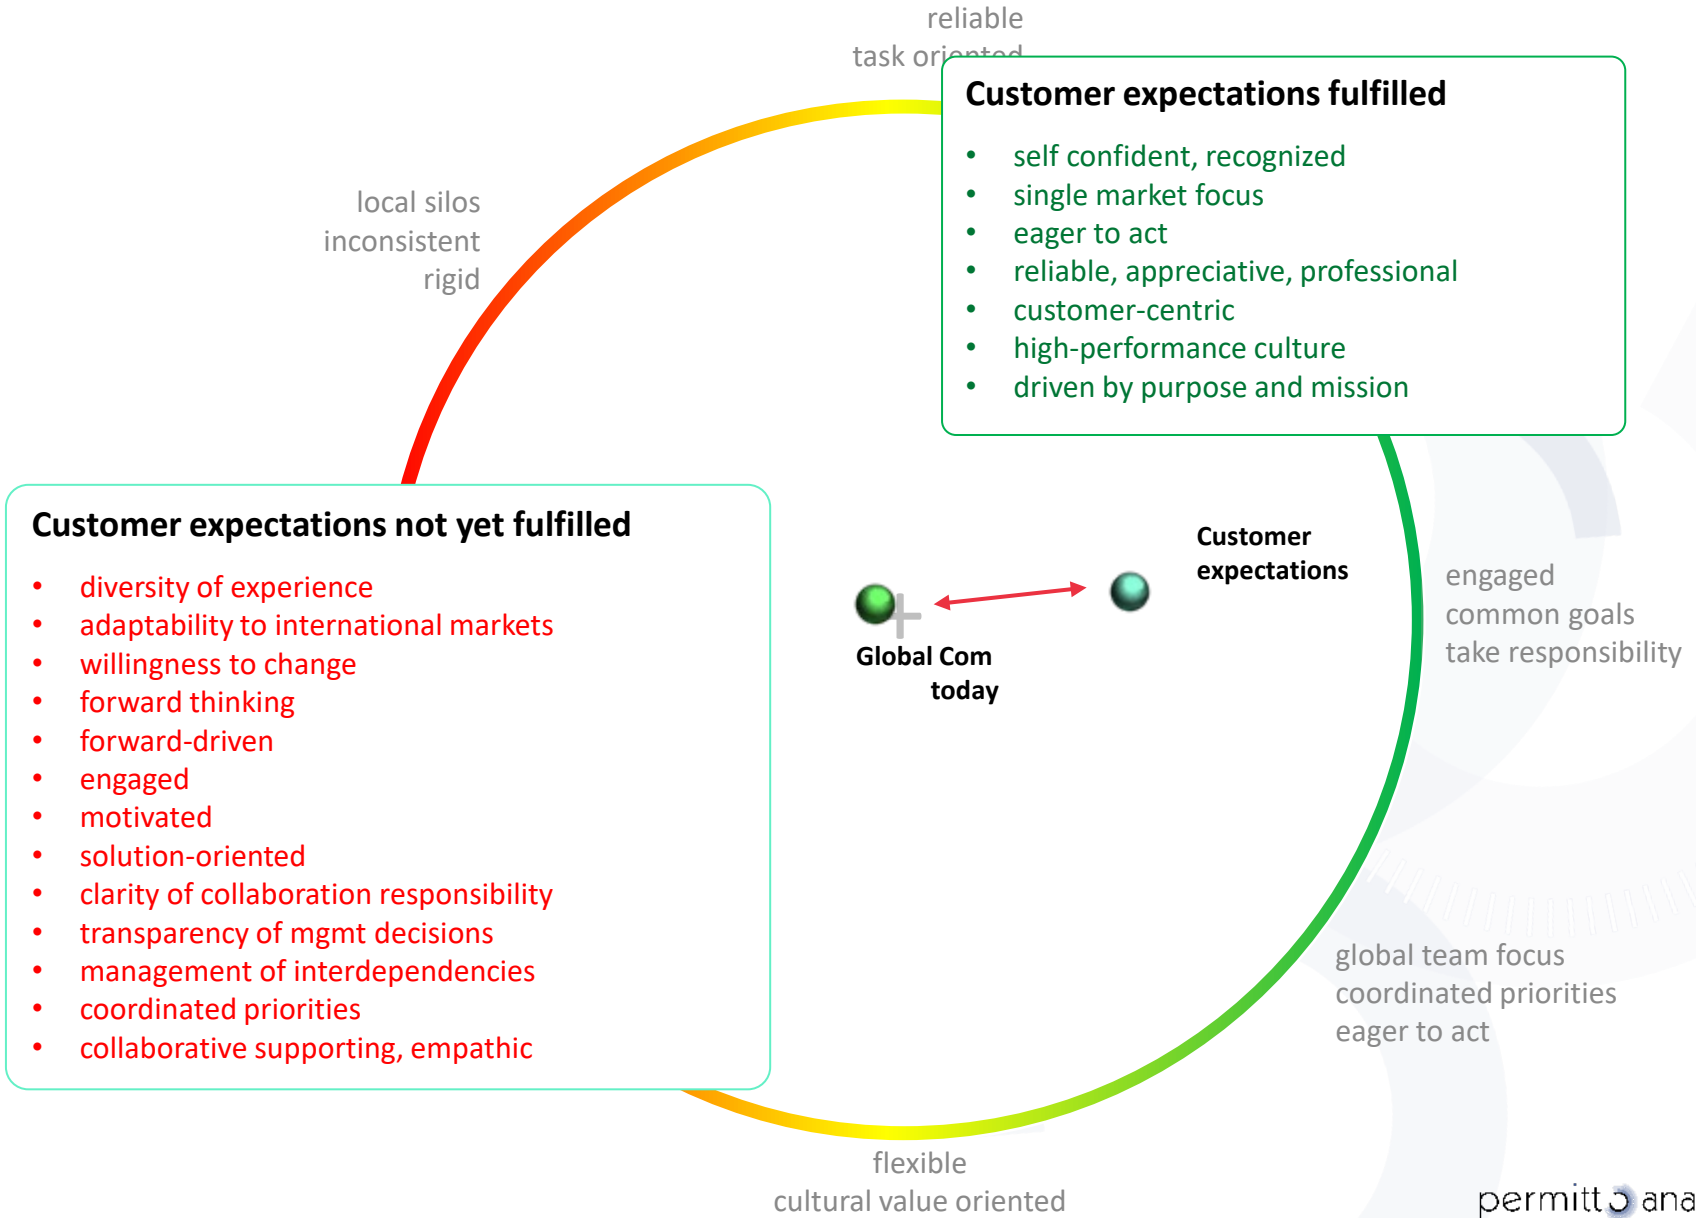 reliable
task oriented
Customer expectations fulfilled
• self confident, recognized
• single market focus
• eager to act
• reliable, appreciative, professional
• customer-centric
• high-performance culture
• driven by purpose and mission
local silos
inconsistent
rigid
Customer expectations not yet fulfilled
• diversity of experience
• adaptability to international markets
• willingness to change
• forward thinking
• forward-driven
• engaged
• motivated
• solution-oriented
• clarity of collaboration responsibility
• transparency of mgmt decisions
• management of interdependencies
• coordinated priorities
• collaborative supporting, empathic
Customer
expectations
Global Com
today
engaged
common goals
take responsibility
global team focus
coordinated priorities
eager to act
flexible
cultural value oriented
permitto ana